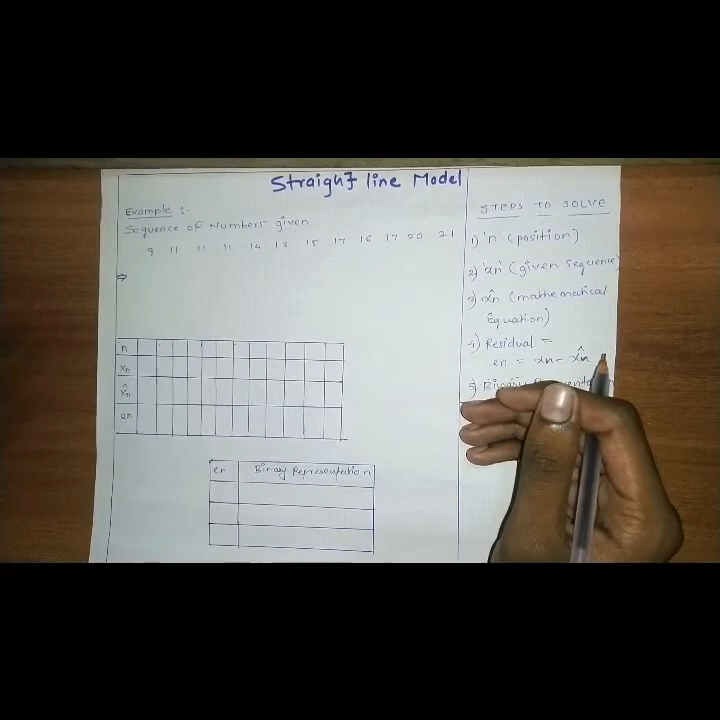 Straight line Model
Example :-
Sequence of Numbers given
9 11 11 11 14 13 15 17 16 17 20 21
⇒
n
xn
x̂n
en
en Binary Representation
STEPS TO SOLVE
1) 'n' (position)
2) 'xn' (given sequence)
3) x̂n (mathematical
Equation)
4) Residual =
en = xn - x̂n
5) Binary